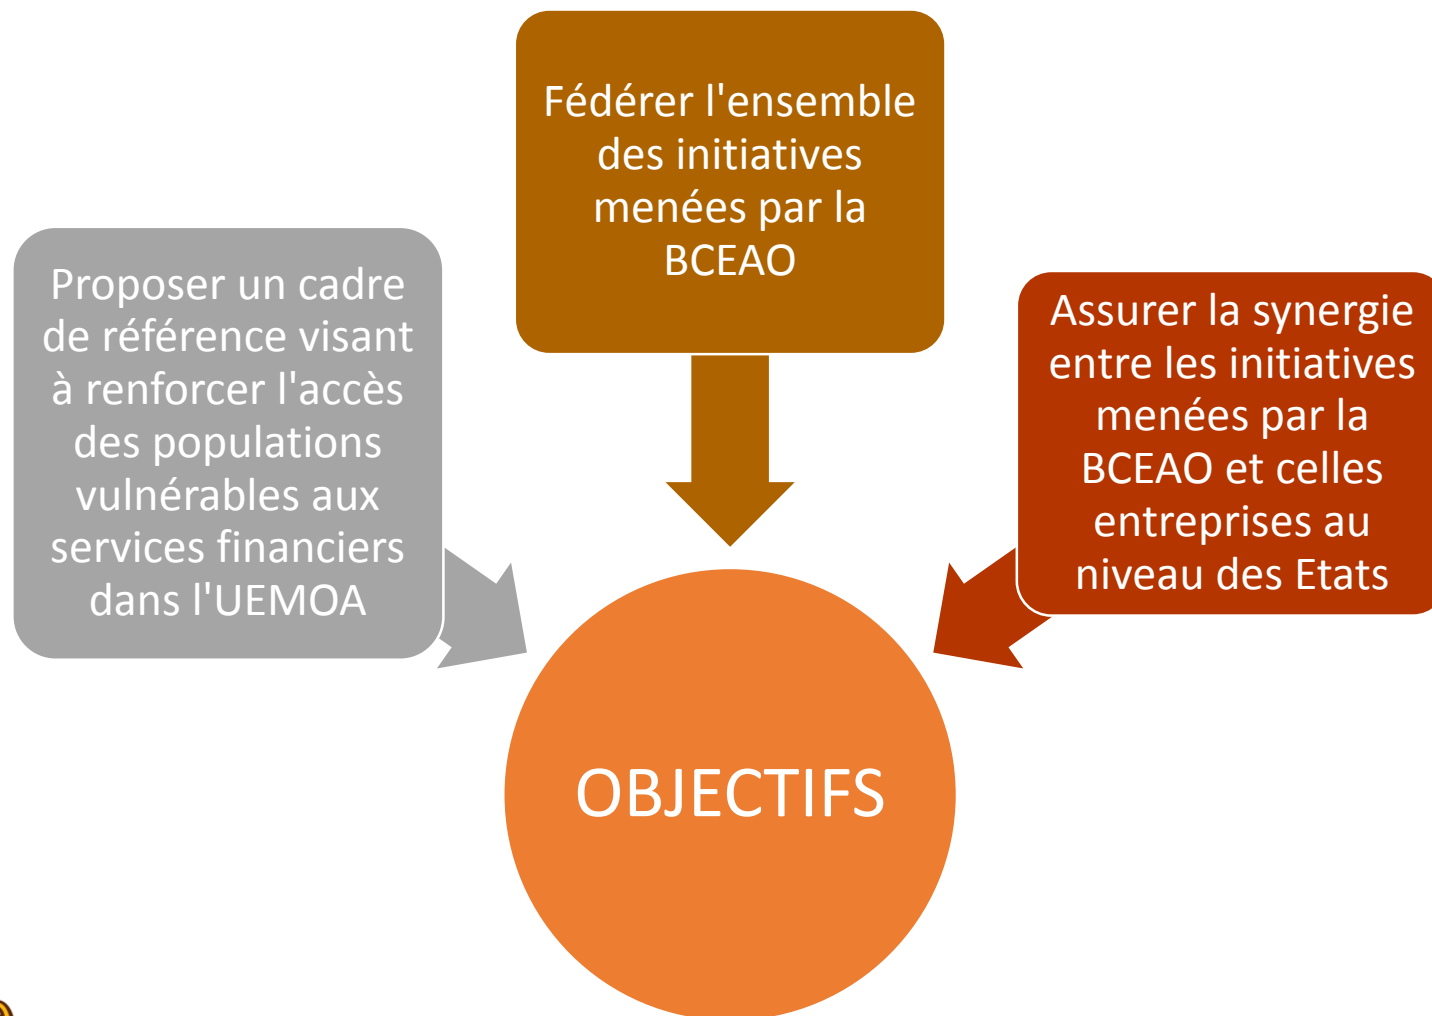 Proposer un cadre
de référence visant
à renforcer l'accès
des populations
vulnérables aux
services financiers
dans l'UEMOA
Fédérer l'ensemble
des initiatives
menées par la
BCEAO
Assurer la synergie
entre les initiatives
menées par la
BCEAO et celles
entreprises au
niveau des Etats
OBJECTIFS